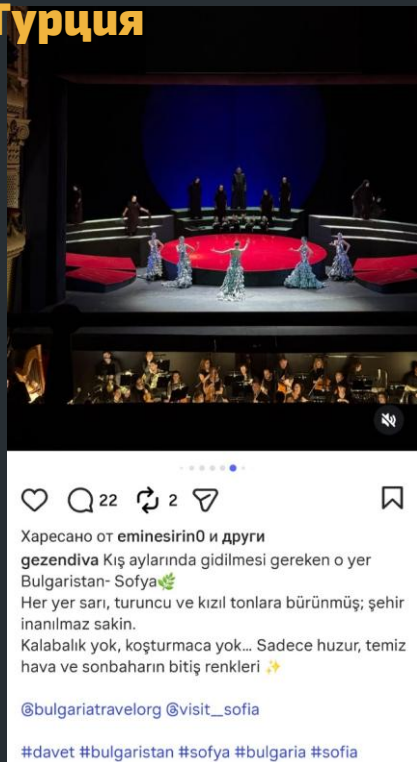 Турция
22 2
Харесано от eminesirin0 и други
gezendiva Kış aylarında gidilmesi gereken o yer
Bulgaristan- Sofya🌿
Her yer sarı, turuncu ve kızıl tonlara bürünmüş; şehir
inanılmaz sakin.
Kalabalık yok, koşturmaca yok... Sadece huzur, temiz
hava ve sonbaharın bitiş renkleri ✨
@bulgariatravelorg @visit__sofia
#davet #bulgaristan #sofya #bulgaria #sofia